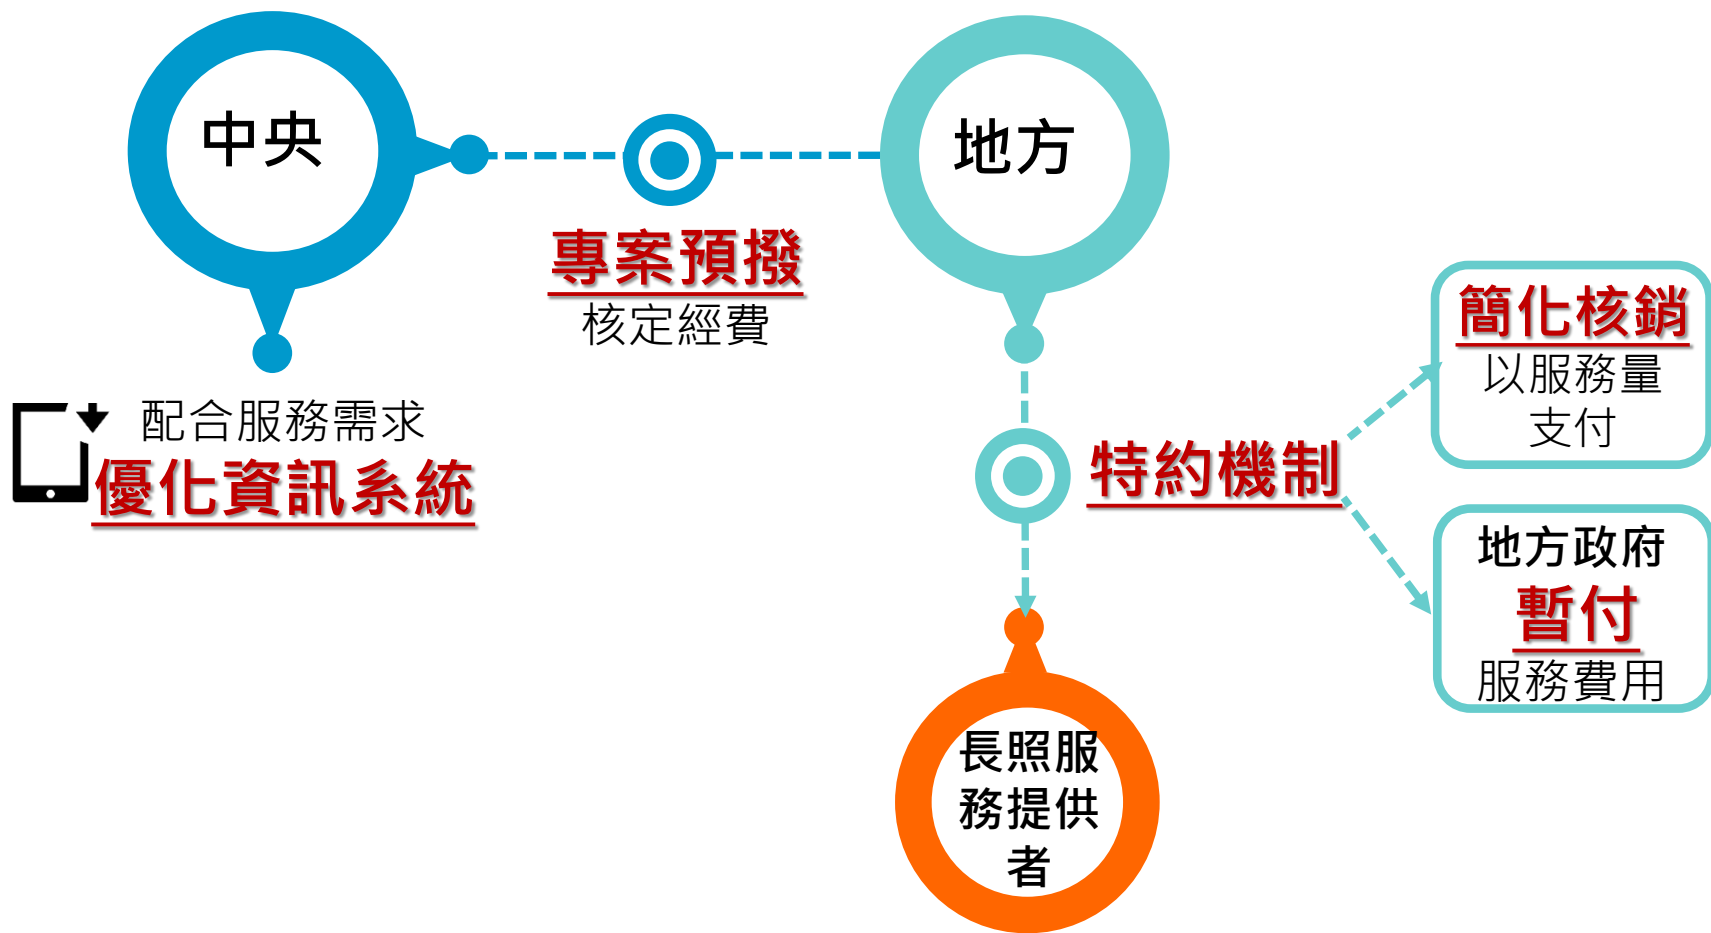 中央
地方
專案預撥
核定經費
配合服務需求
優化資訊系統
特約機制
簡化核銷
以服務量
支付
地方政府
暫付
服務費用
長照服
務提供
者